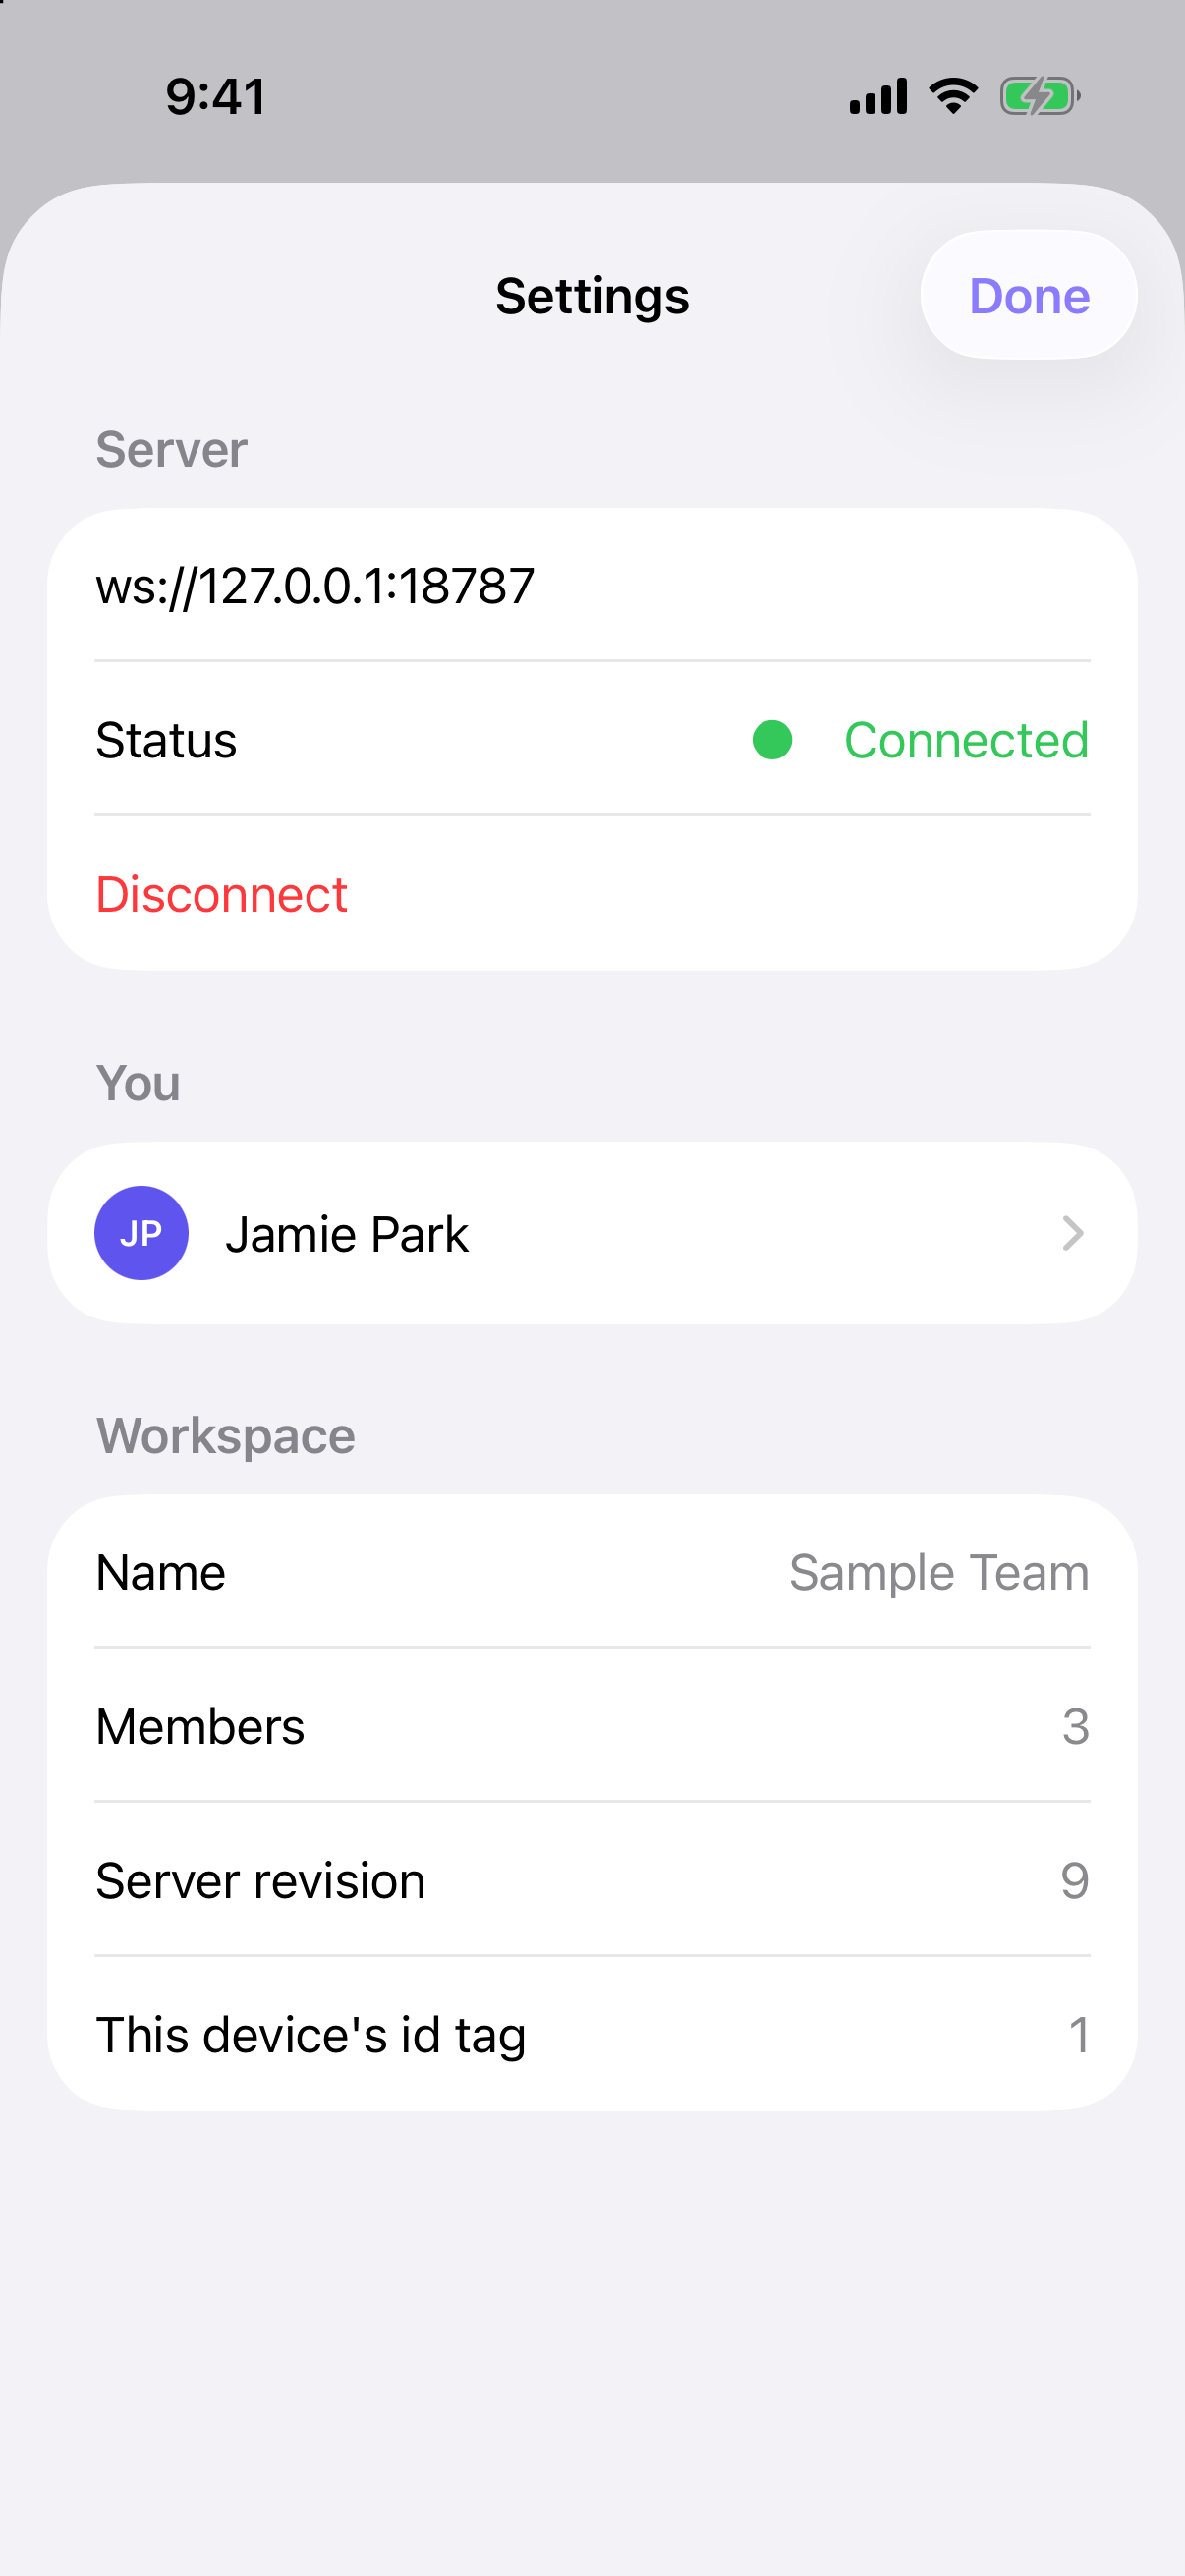 9:41
Settings
Done
Server
ws://127.0.0.1:18787
Status
Connected
Disconnect
You
JP
Jamie Park
Workspace
Name
Sample Team
Members
3
Server revision
9
This device's id tag
1